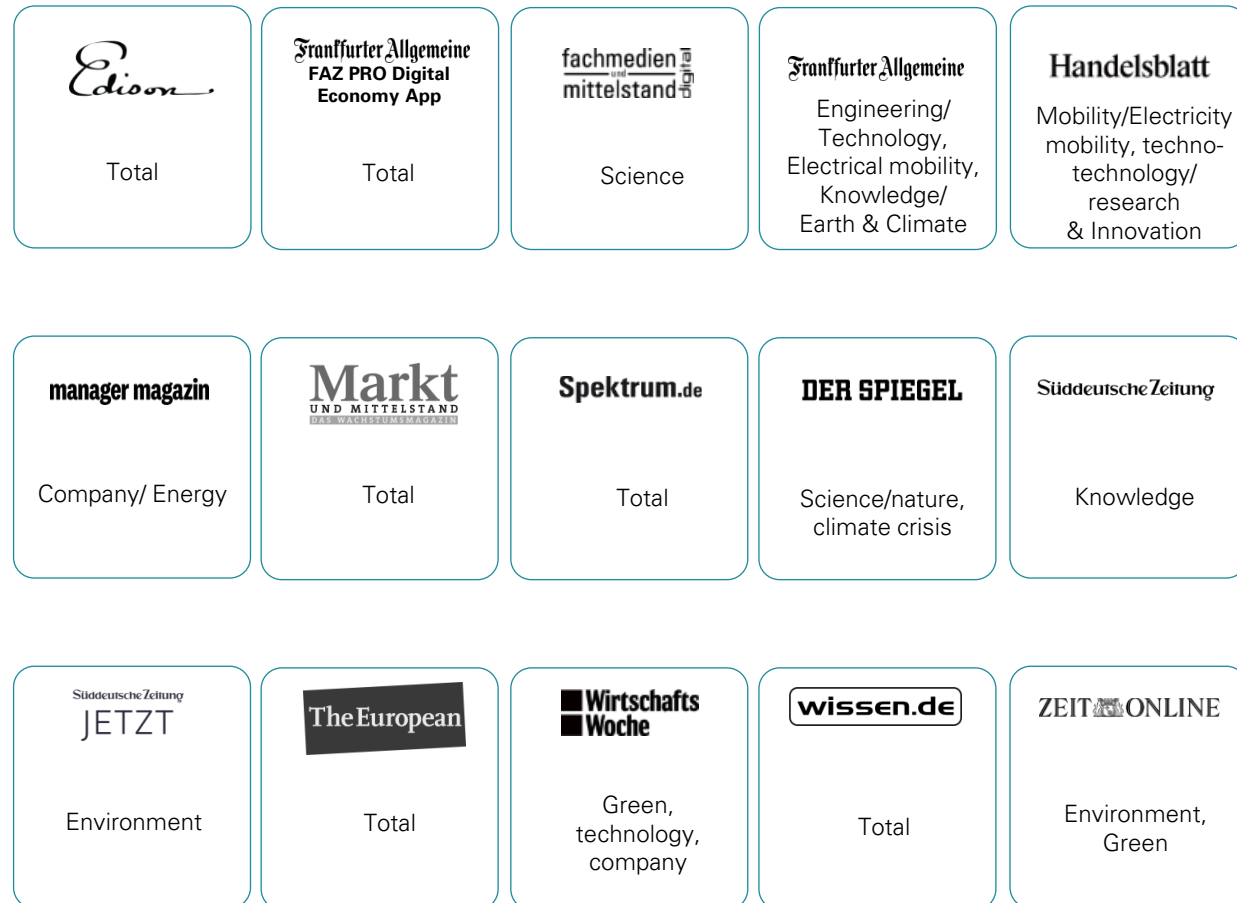 Edison
Total
Frankfurter Allgemeine
FAZ PRO Digital
Economy App
Total
fachmedien
und
mittelstand
digital
Science
Frankfurter Allgemeine
Engineering/
Technology,
Electrical mobility,
Knowledge/
Earth & Climate
Handelsblatt
Mobility/Electricity
mobility, techno-
technology/
research
& Innovation
manager magazin
Company/ Energy
Markt
UND MITTELSTAND
DAS WACHSTUMSMAGAZIN
Total
Spektrum.de
Total
DER SPIEGEL
Science/nature,
climate crisis
Süddeutsche Zeitung
Knowledge
Süddeutsche Zeitung
JETZT
Environment
The European
Total
Wirtschafts
Woche
Green,
technology,
company
wissen.de
Total
ZEIT ONLINE
Environment,
Green